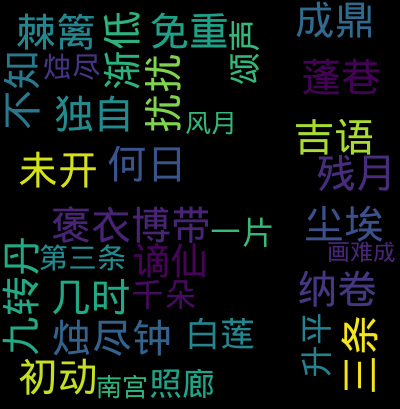 棘篱
渐低
免重
颂声
成鼎
不知
烛尽
扰扰
蓬巷
独自
风月
吉语
未开
何日
残月
褒衣博带
一片
尘埃
画难成
九转丹
第三条
谪仙
几时
千朵
纳卷
烛尽钟
白莲
升平
三条
初动
南宫
照廊